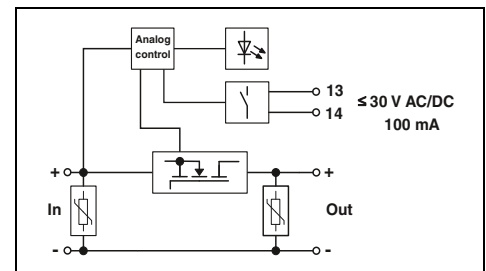 Analog
control
13
14
≤ 30 V AC/DC
100 mA
+ +
In Out
- -